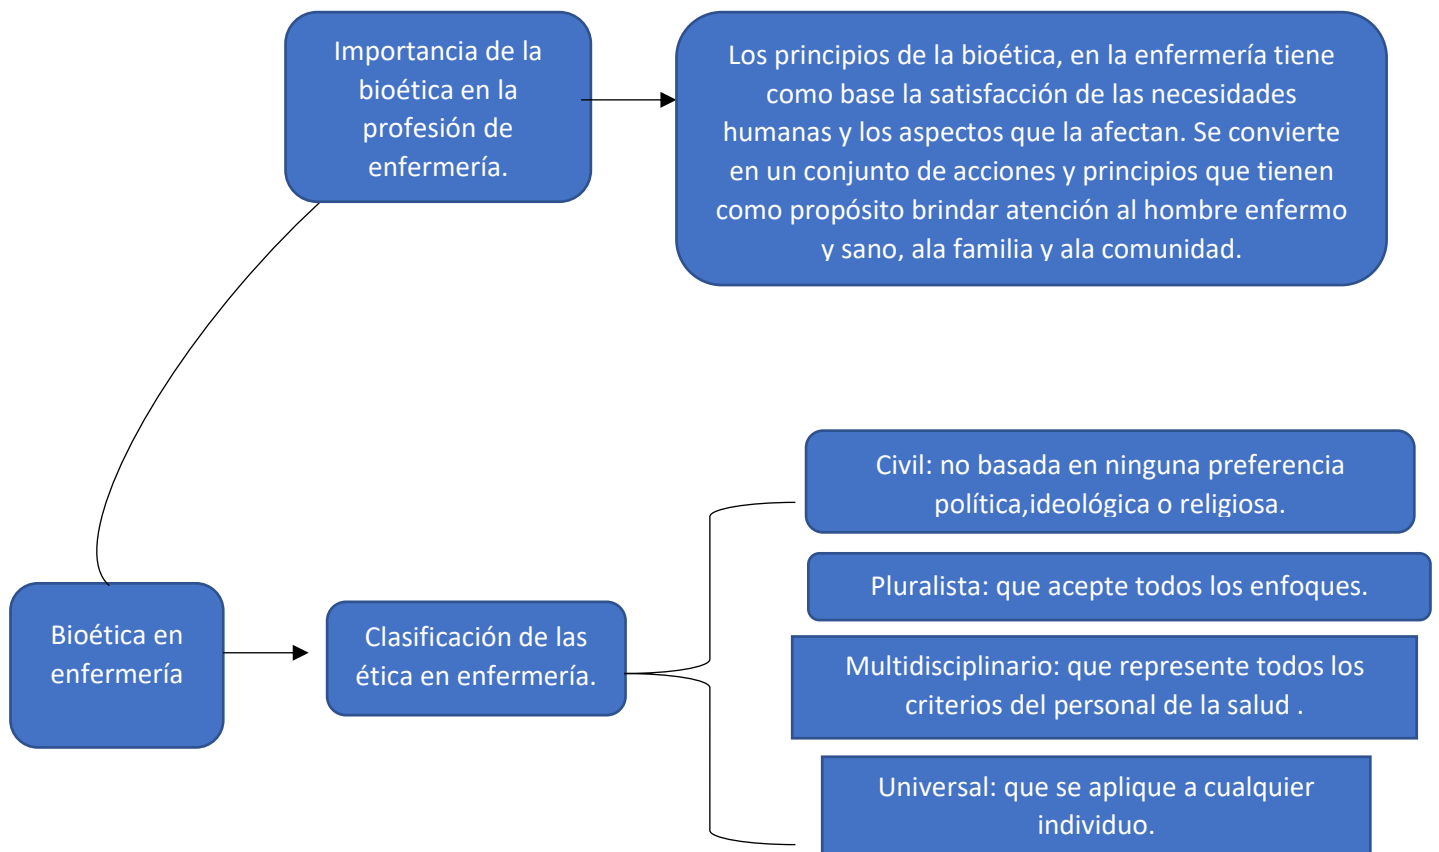 Importancia de la
bioética en la
profesión de
enfermería.
Los principios de la bioética, en la enfermería tiene
como base la satisfacción de las necesidades
humanas y los aspectos que la afectan. Se convierte
en un conjunto de acciones y principios que tienen
como propósito brindar atención al hombre enfermo
y sano, ala familia y ala comunidad.
Bioética en
enfermería
Clasificación de las
ética en enfermería.
Civil: no basada en ninguna preferencia
política,ideológica o religiosa.
Pluralista: que acepte todos los enfoques.
Multidisciplinario: que represente todos los
criterios del personal de la salud .
Universal: que se aplique a cualquier
individuo.